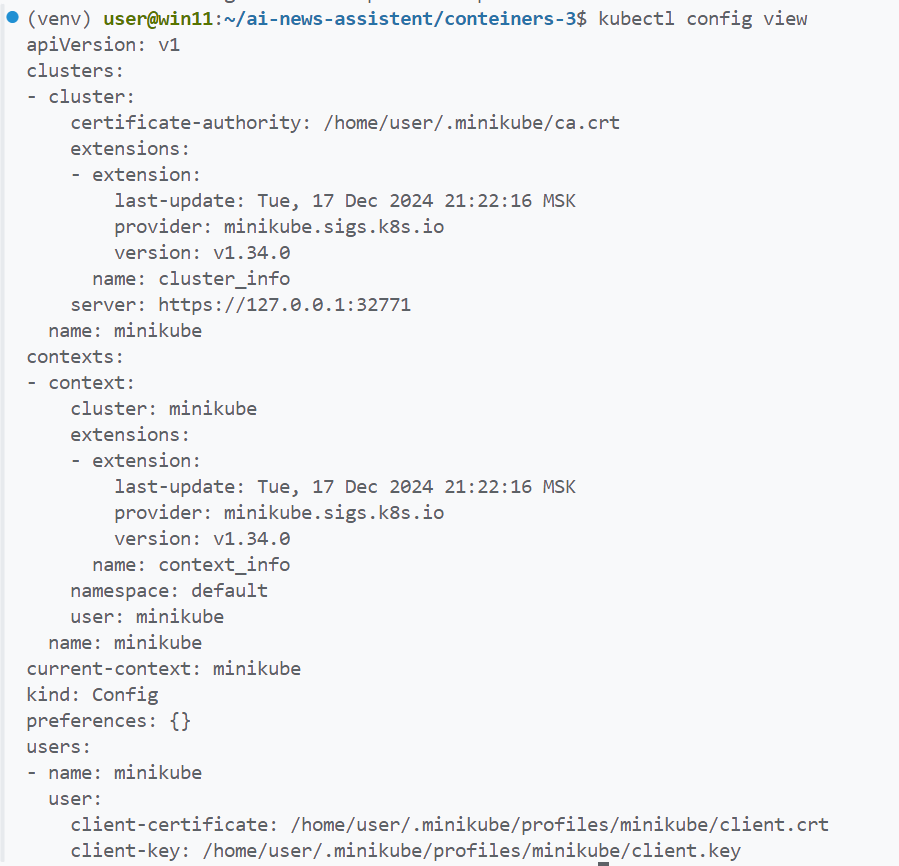 (venv) user@win11:~/ai-news-assistent/conteiners-3$ kubectl config view
apiVersion: v1
clusters:
- cluster:
    certificate-authority: /home/user/.minikube/ca.crt
    extensions:
    - extension:
        last-update: Tue, 17 Dec 2024 21:22:16 MSK
        provider: minikube.sigs.k8s.io
        version: v1.34.0
      name: cluster_info
    server: https://127.0.0.1:32771
  name: minikube
contexts:
- context:
    cluster: minikube
    extensions:
    - extension:
        last-update: Tue, 17 Dec 2024 21:22:16 MSK
        provider: minikube.sigs.k8s.io
        version: v1.34.0
      name: context_info
    namespace: default
    user: minikube
  name: minikube
current-context: minikube
kind: Config
preferences: {}
users:
- name: minikube
  user:
    client-certificate: /home/user/.minikube/profiles/minikube/client.crt
    client-key: /home/user/.minikube/profiles/minikube/client.key